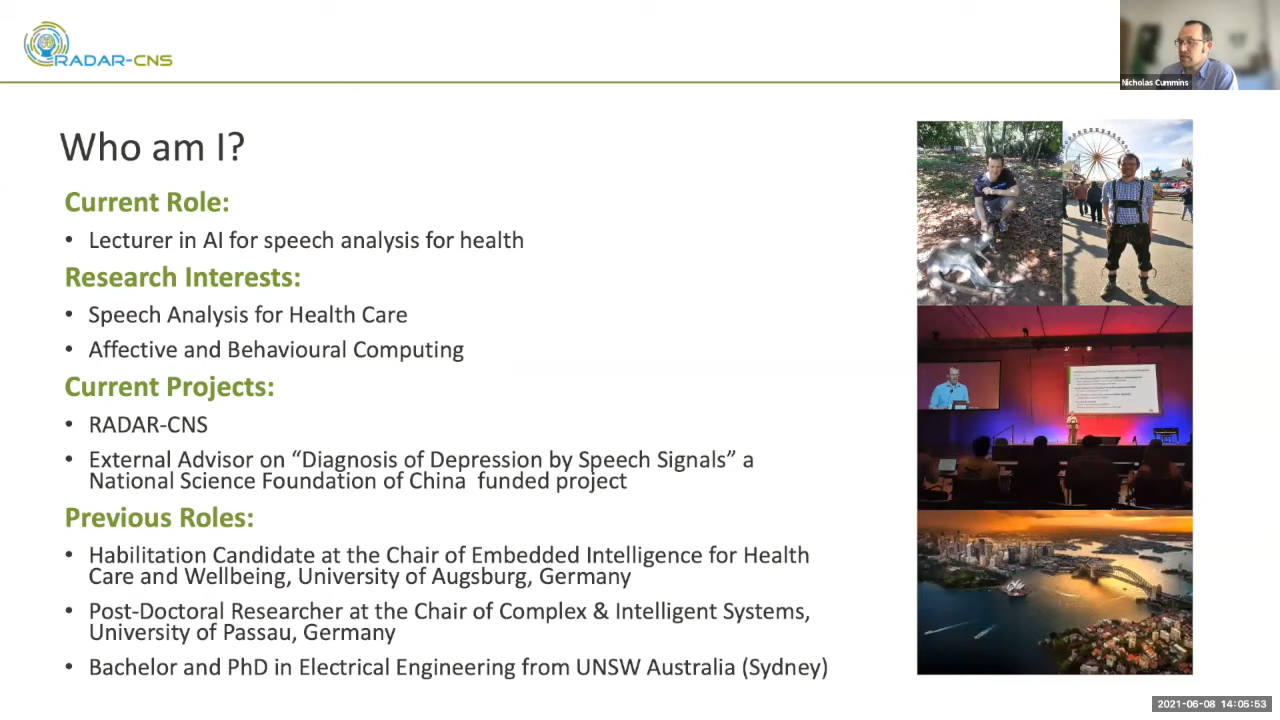 RADAR-CNS
Nicholas Cummins
Who am I?
Current Role:
• Lecturer in AI for speech analysis for health
Research Interests:
• Speech Analysis for Health Care
• Affective and Behavioural Computing
Current Projects:
• RADAR-CNS
• External Advisor on “Diagnosis of Depression by Speech Signals” a
National Science Foundation of China  funded project
Previous Roles:
• Habilitation Candidate at the Chair of Embedded Intelligence for Health
Care and Wellbeing, University of Augsburg, Germany
• Post-Doctoral Researcher at the Chair of Complex & Intelligent Systems,
University of Passau, Germany
• Bachelor and PhD in Electrical Engineering from UNSW Australia (Sydney)
2021-06-08 14:05:53